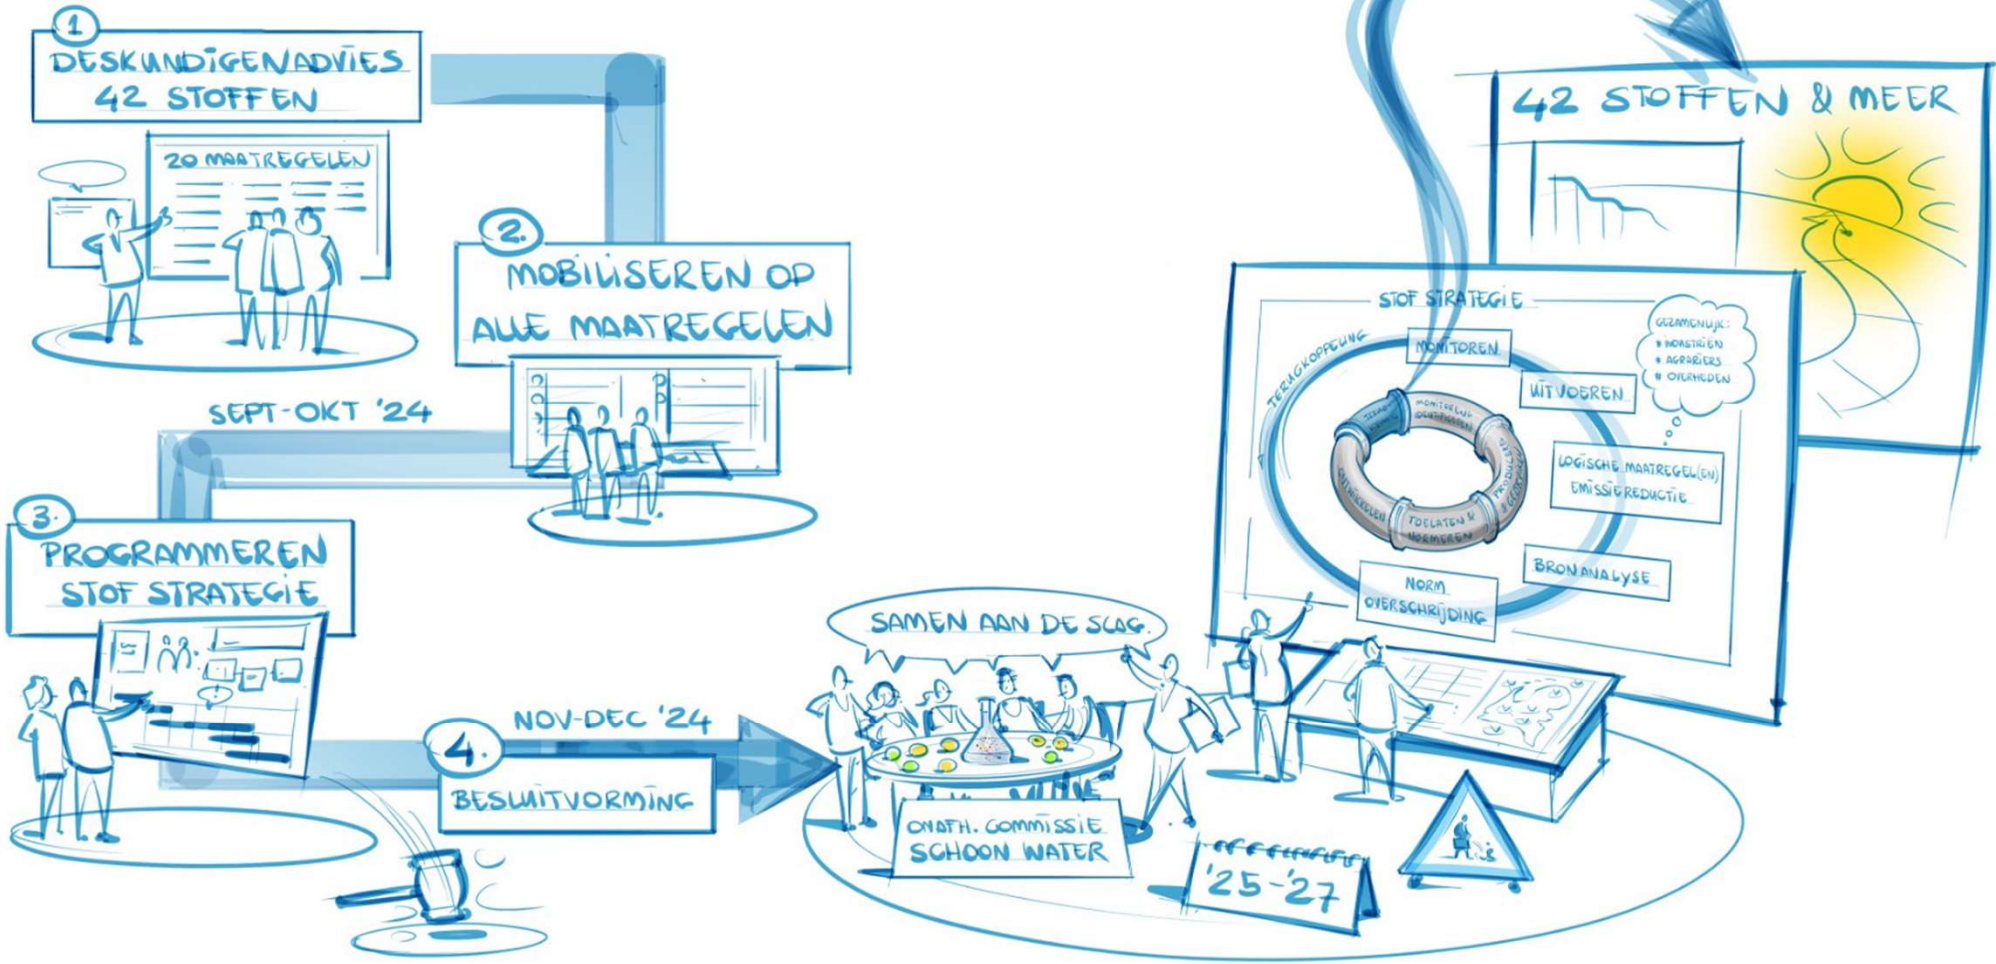 1
DESKUNDIGENADVIES
42 STOFFEN
20 MAATREGELEN
2.
MOBILISEREN OP
ALLE MAATREGELEN
SEPT-OKT '24
3.
PROGRAMMEREN
STOF STRATEGIE
4.
NOV-DEC '24
BESLUITVORMING
SAMEN AAN DE SLAG.
ONAFH. COMMISSIE
SCHOON WATER
'25-'27
42 STOFFEN & MEER
STOF STRATEGIE
TERUGKOPPELING
MONITOREN
UITVOEREN
GEZAMENLIJK:
* INDUSTRIËN
* AGRARIËRS
* OVERHEDEN
LOGISCHE MAATREGEL(EN)
EMISSIEREDUCTIE
BRONANALYSE
NORM
OVERSCHRIJDING
TOELATEN &
NORMEREN
ONTWIKKELEN